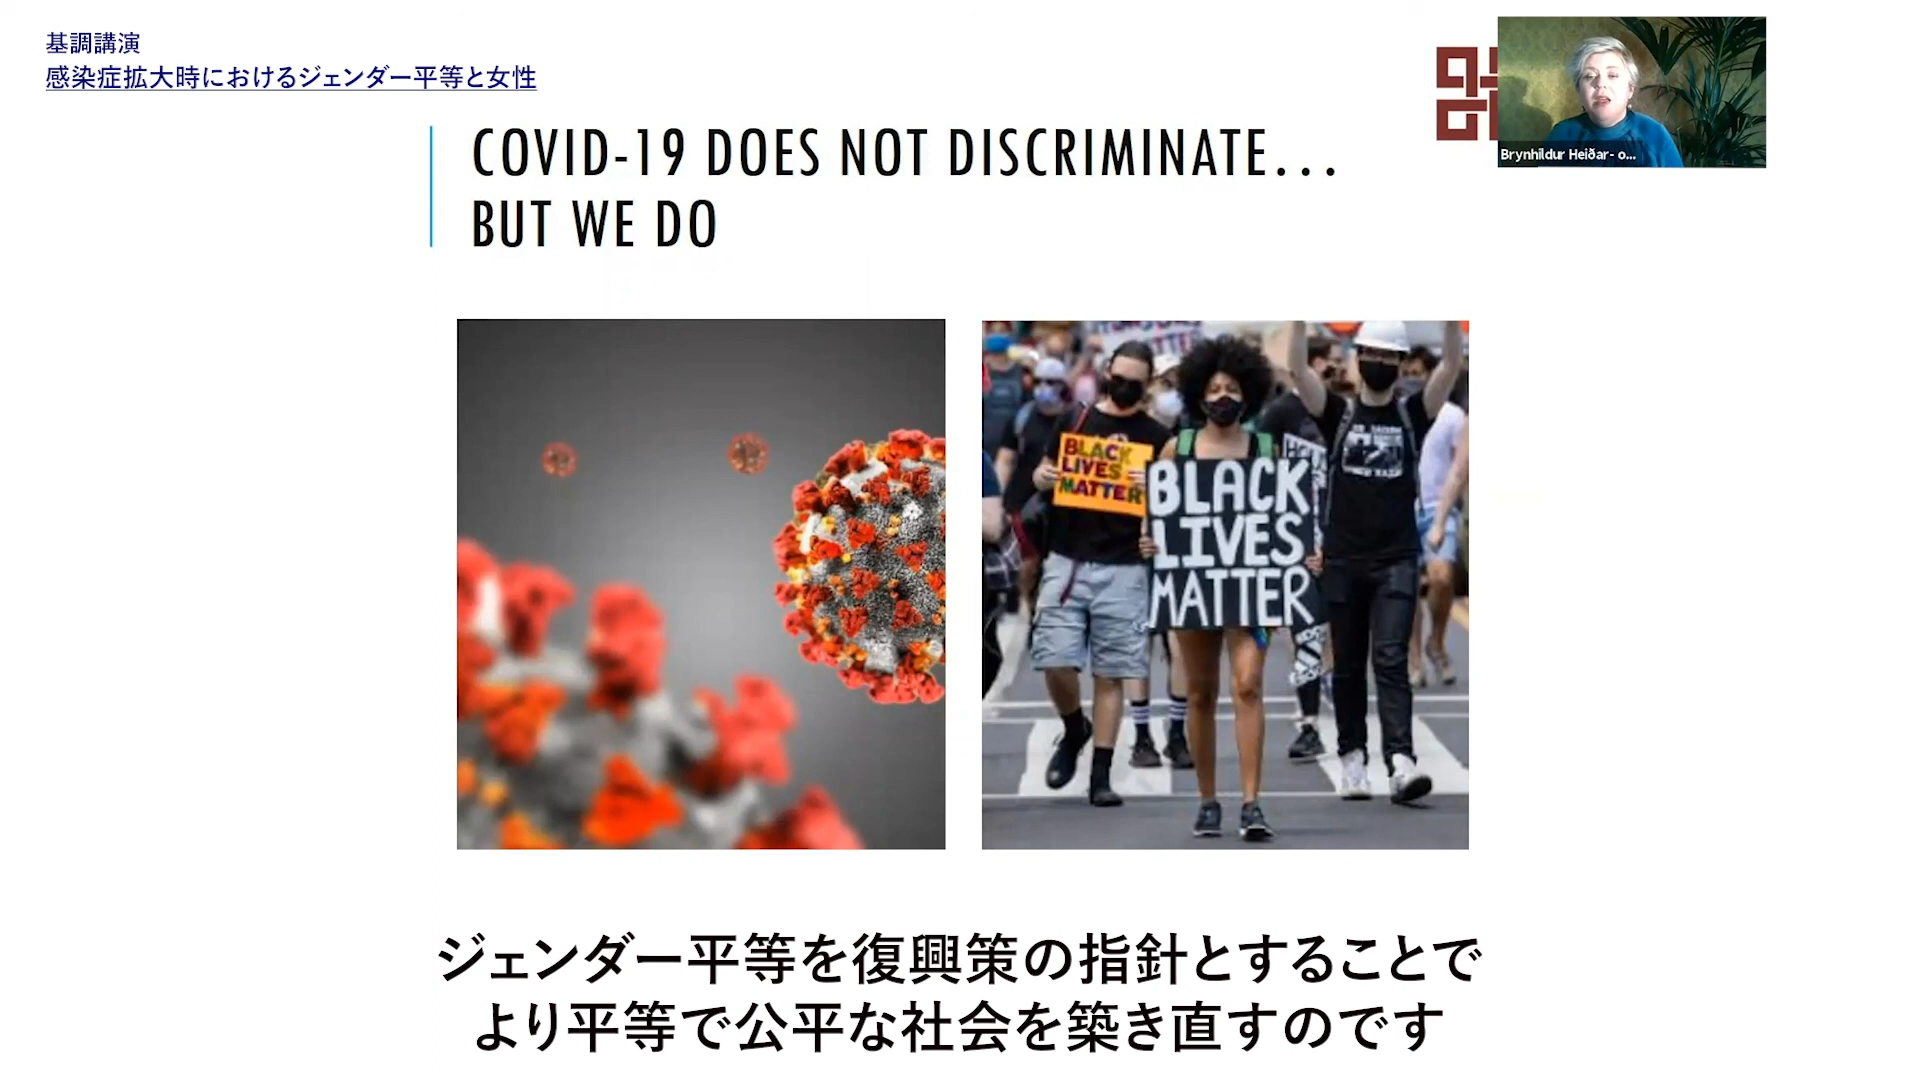 基調講演
感染症拡大時におけるジェンダー平等と女性
COVID-19 DOES NOT DISCRIMINATE...
BUT WE DO
Brynhildur Heiðar- o...
BLACK
LIVES
MATTER
BLACK
LIVES
MATTER
ジェンダー平等を復興策の指針とすることで
より平等で公平な社会を築き直すのです